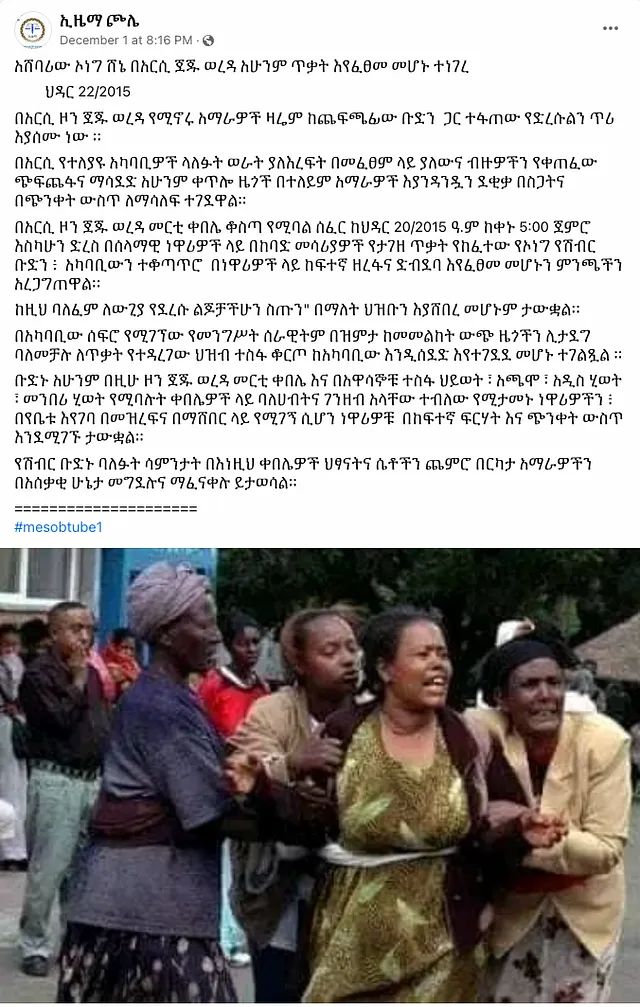 ኢዜማ ጮሌ
December 1 at 8:16 PM ·
አሸባሪው ኦነግ ሸኔ በአርሲ ጀጁ ወረዳ አሁንም ጥቃት እየፈፀመ መሆኑ ተነገረ
ህዳር 22/2015
በአርሲ ዞን ጀጁ ወረዳ የሚኖሩ አማራዎች ዛሬም ከጨፍጫፊው ቡድን ጋር ተፋጠው የድረሱልን ጥሪ
እያሰሙ ነው ።
በአርሲ የተለያዩ አካባቢዎች ላለፉት ወራት ያለእረፍት በመፈፀም ላይ ያለውና ብዙዎችን የቀጠፈው
ጭፍጨፋና ማሳደድ አሁንም ቀጥሎ ዜጎች በተለይም አማራዎች እያንዳንዷን ደቂቃ በስጋትና
በጭንቀት ውስጥ ለማሳለፍ ተገደዋል።
በአርሲ ዞን ጀጁ ወረዳ መርቲ ቀበሌ ቆስጣ የሚባል ሰፈር ከህዳር 20/2015 ዓ.ም ከቀኑ 5:00 ጀምሮ
እስካሁን ድረስ በሰላማዊ ነዋሪዎች ላይ በከባድ መሳሪያዎች የታገዘ ጥቃት የከፈተው የኦነግ የሽብር
ቡድን ፥ አካባቢውን ተቆጣጥሮ በነዋሪዎች ላይ ከፍተኛ ዘረፋና ድብደባ እየፈፀመ መሆኑን ምንጫችን
አረጋግጠዋል።
ከዚህ ባለፈም ለውጊያ የደረሱ ልጆቻችሁን ስጡን" በማለት ህዝቡን እያሸበረ መሆኑም ታውቋል።
በአካባቢው ሰፍሮ የሚገኘው የመንግሥት ሰራዊትም በዝምታ ከመመልከት ውጭ ዜጎችን ሊታደግ
ባለመቻሉ ለጥቃት የተዳረገው ህዝብ ተስፋ ቆርጦ ከአካባቢው እንዲሰደድ እየተገደደ መሆኑ ተገልጿል ።
ቡድኑ አሁንም በዚሁ ዞን ጀጁ ወረዳ መርቲ ቀበሌ እና በአዋሳኞቹ ተስፋ ህይወት ፣ አጫሞ ፣ አዲስ ሂወት
፣ መንበረ ሂወት የሚባሉት ቀበሌዎች ላይ ባለሀብትና ገንዘብ አላቸው ተብለው የሚታመኑ ነዋሪዎችን ፥
በየቤቱ እየገባ በመዝረፍና በማሸበር ላይ የሚገኝ ሲሆን ነዋሪዎቹ በከፍተኛ ፍርሃት እና ጭንቀት ውስጥ
እንደሚገኙ ታውቋል።
የሽብር ቡድኑ ባለፉት ሳምንታት በእነዚህ ቀበሌዎች ህፃናትና ሴቶችን ጨምሮ በርካታ አማራዎችን
በአሰቃቂ ሁኔታ መግደሉና ማፈናቀሉ ይታወሳል።
=====================
#mesobtube1